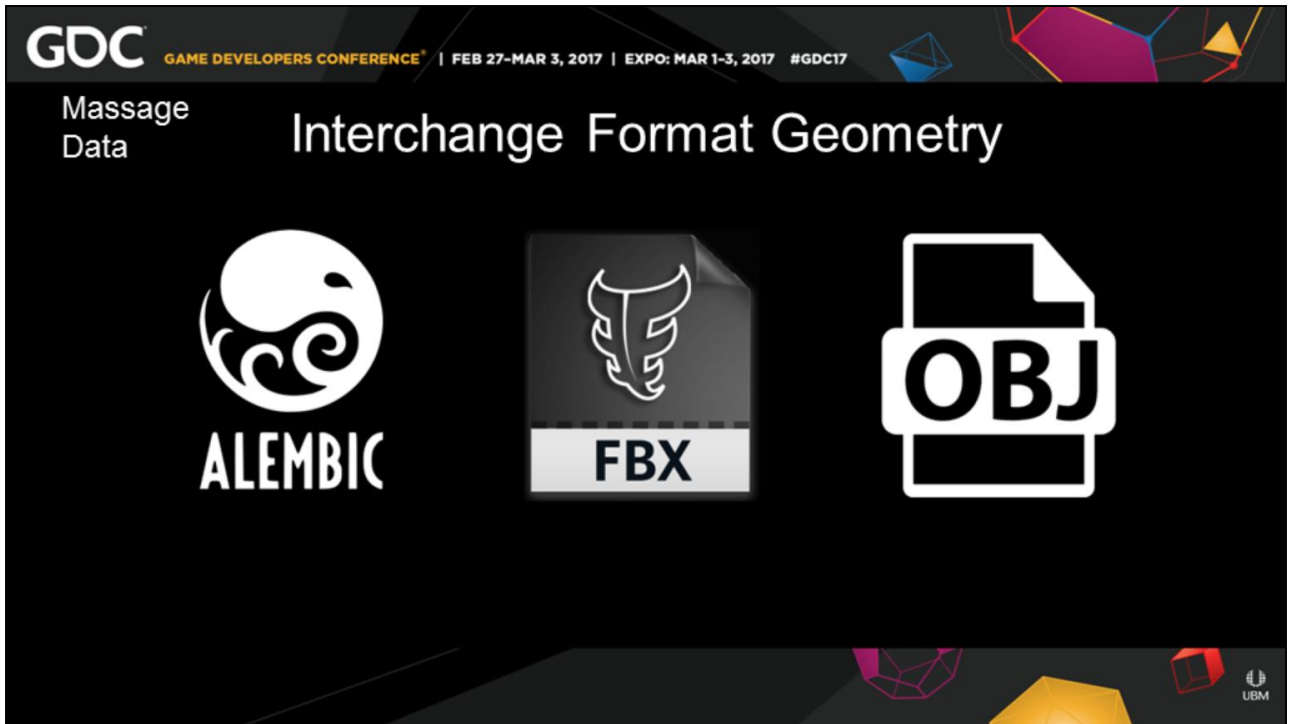 GDC GAME DEVELOPERS CONFERENCE® | FEB 27–MAR 3, 2017 | EXPO: MAR 1–3, 2017 #GDC17
Massage
Data
Interchange Format Geometry
ALEMBIC
FBX
OBJ
UBM